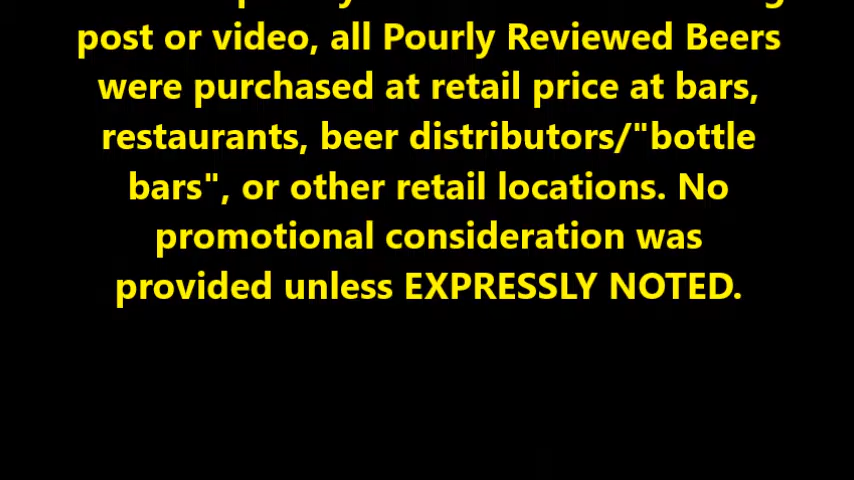 post or video, all Pourly Reviewed Beers
were purchased at retail price at bars,
restaurants, beer distributors/"bottle
bars", or other retail locations. No
promotional consideration was
provided unless EXPRESSLY NOTED.